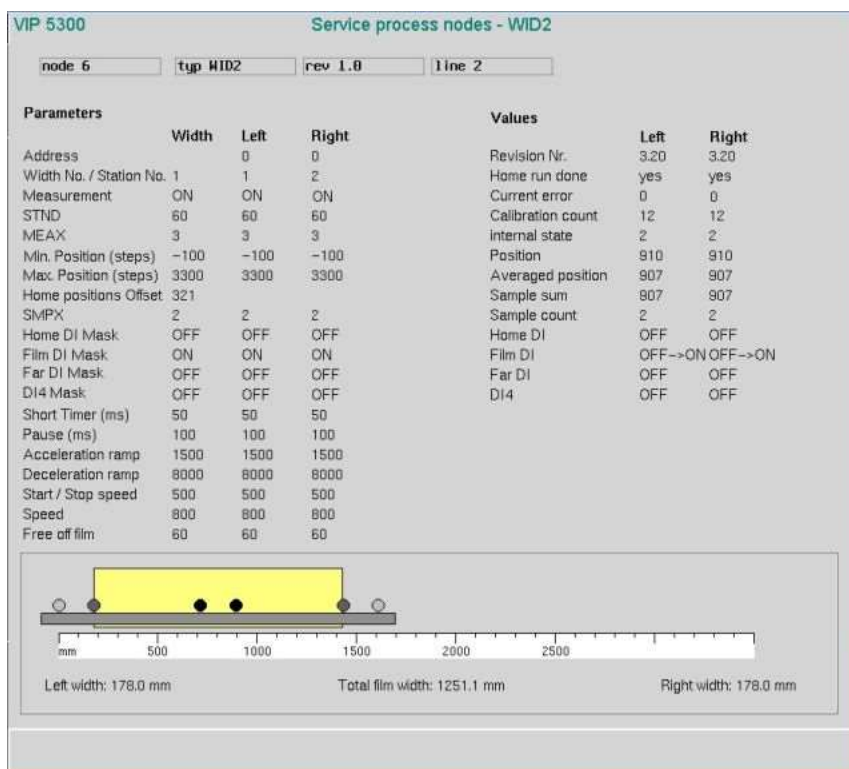 VIP 5300 Service process nodes - WID2
node 6 typ WID2 rev 1.0 line 2
Parameters
Width Left Right
Address 0 0
Width No. / Station No. 1 1 2
Measurement ON ON ON
STND 60 60 60
MEAX 3 3 3
Min. Position (steps) -100 -100 -100
Max. Position (steps) 3300 3300 3300
Home positions Offset 321
SMPX 2 2 2
Home DI Mask OFF OFF OFF
Film DI Mask ON ON ON
Far DI Mask OFF OFF OFF
DI4 Mask OFF OFF OFF
Short Timer (ms) 50 50 50
Pause (ms) 100 100 100
Acceleration ramp 1500 1500 1500
Deceleration ramp 8000 8000 8000
Start / Stop speed 500 500 500
Speed 800 800 800
Free off film 60 60 60
Values
Left Right
Revision Nr. 3.20 3.20
Home run done yes yes
Current error 0 0
Calibration count 12 12
internal state 2 2
Position 910 910
Averaged position 907 907
Sample sum 907 907
Sample count 2 2
Home DI OFF OFF
Film DI OFF->ON OFF->ON
Far DI OFF OFF
DI4 OFF OFF
mm 500 1000 1500 2000 2500
Left width: 178.0 mm Total film width: 1251.1 mm Right width: 178.0 mm